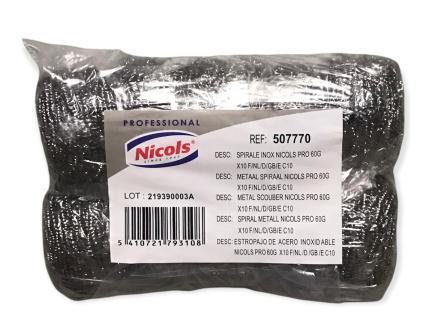 PROFESSIONAL
Nicols
SINCE 1883
REF: 507770
DESC: SPIRALE INOX NICOLS PRO 60G
X10 F/NL/D/GB/E C10
DESC: METAAL SPIRAAL NICOLS PRO 60G
X10 F/NL/D/GB/E C10
DESC: METAL SCOUBER NICOLS PRO 60G
X10 F/NL/D/GB/E C10
DESC: SPIRAL METALL NICOLS PRO 60G
X10 F/NL/D/GB/E C10
DESC: ESTROPAJO DE ACERO INOXIDABLE
NICOLS PRO 60G X10 F/NL/D/GB/E C10
LOT : 219390003A
5 410721 793108